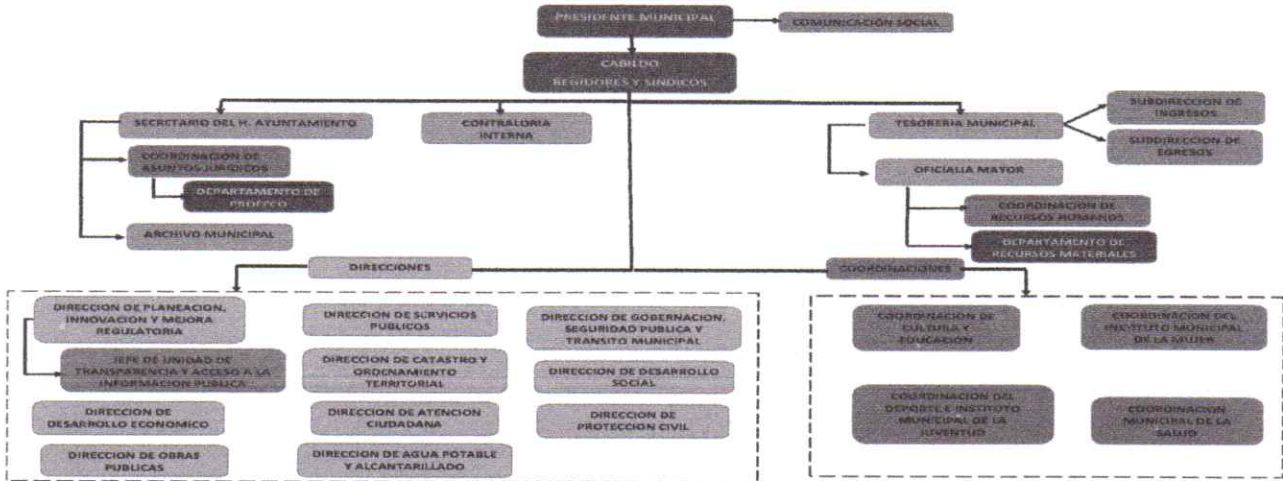 PRESIDENTE MUNICIPAL
COMUNICACIÓN SOCIAL
CABILDO
REGIDORES Y SINDICOS
SECRETARIO DEL H. AYUNTAMIENTO
CONTRALORIA
INTERNA
TESORERIA MUNICIPAL
SUBDIRECCION DE
INGRESOS
SUBDIRECCION DE
EGRESOS
COORDINACION DE
ASUNTOS JURIDICOS
DEPARTAMENTO DE
PROFECO
ARCHIVO MUNICIPAL
OFICIALIA MAYOR
COORDINACION DE
RECURSOS HUMANOS
DEPARTAMENTO DE
RECURSOS MATERIALES
DIRECCIONES
COORDINACIONES
DIRECCION DE PLANEACION,
INNOVACION Y MEJORA
REGULATORIA
JEFE DE UNIDAD DE
TRANSPARENCIA Y ACCESO A LA
INFORMACION PUBLICA
DIRECCION DE
DESARROLLO ECONOMICO
DIRECCION DE OBRAS
PUBLICAS
DIRECCION DE SERVICIOS
PUBLICOS
DIRECCION DE CATASTRO Y
ORDENAMIENTO
TERRITORIAL
DIRECCION DE ATENCION
CIUDADANA
DIRECCION DE AGUA POTABLE
Y ALCANTARILLADO
DIRECCION DE GOBERNACION,
SEGURIDAD PUBLICA Y
TRANSITO MUNICIPAL
DIRECCION DE DESARROLLO
SOCIAL
DIRECCION DE
PROTECCION CIVIL
COORDINACION DE
CULTURA Y
EDUCACION
COORDINACION DEL
INSTITUTO MUNICIPAL
DE LA MUJER
COORDINACION DEL
DEPORTE E INSTITUTO
MUNICIPAL DE LA
JUVENTUD
COORDINACION
MUNICIPAL DE LA
SALUD